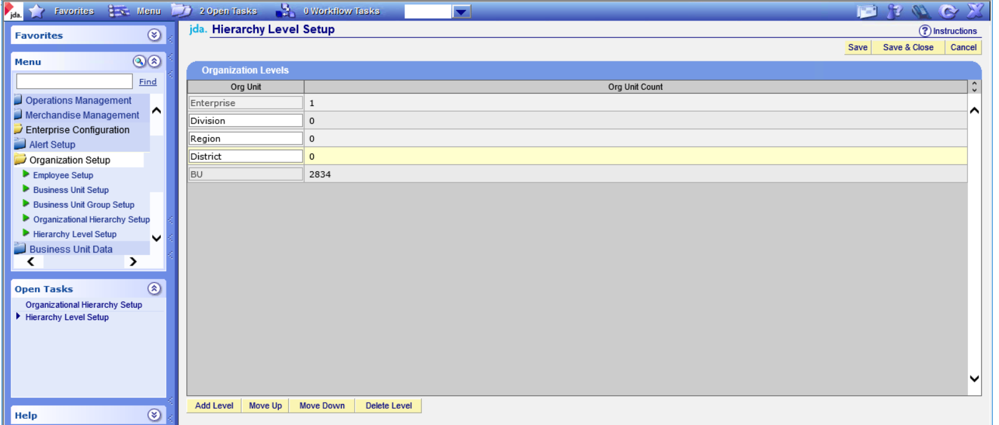 jda. Favorites Menu 2 Open Tasks 0 Workflow Tasks
Favorites
Menu
Find
Operations Management
Merchandise Management
Enterprise Configuration
Alert Setup
Organization Setup
Employee Setup
Business Unit Setup
Business Unit Group Setup
Organizational Hierarchy Setup
Hierarchy Level Setup
Business Unit Data
Open Tasks
Organizational Hierarchy Setup
Hierarchy Level Setup
Help
jda. Hierarchy Level Setup
? Instructions
Save Save & Close Cancel
Organization Levels
Org Unit Org Unit Count
Enterprise 1
Division 0
Region 0
District 0
BU 2834
Add Level Move Up Move Down Delete Level